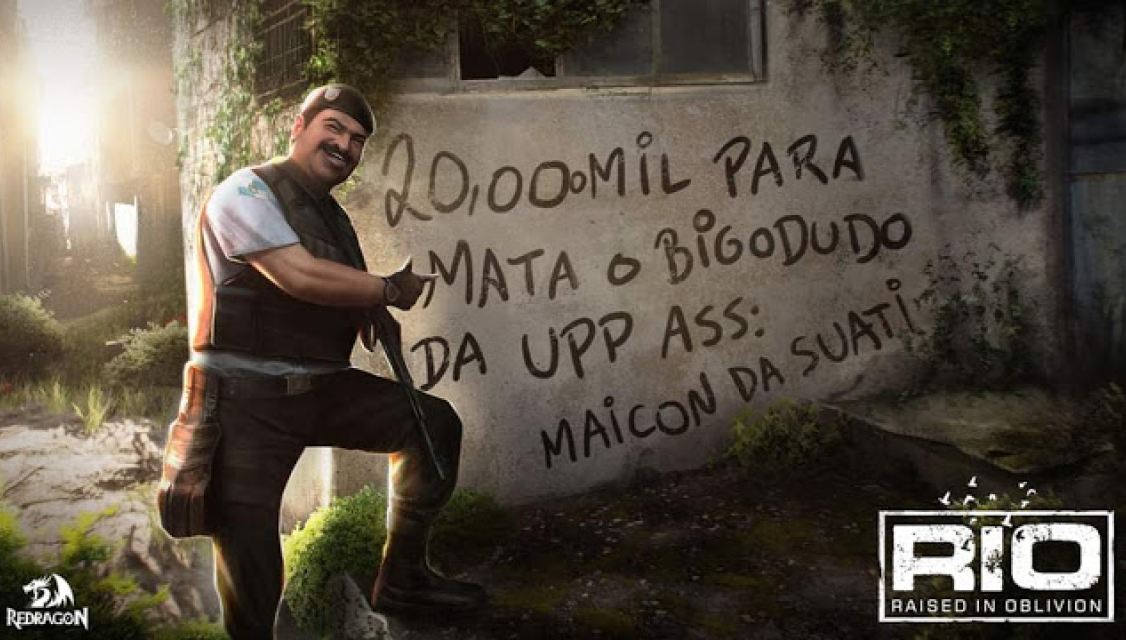 20,000MIL PARA
MATA O BIGODUDO
DA UPP ASS:
MAICON DA SUATI
RIO
RAISED IN OBLIVION
REDRAGON